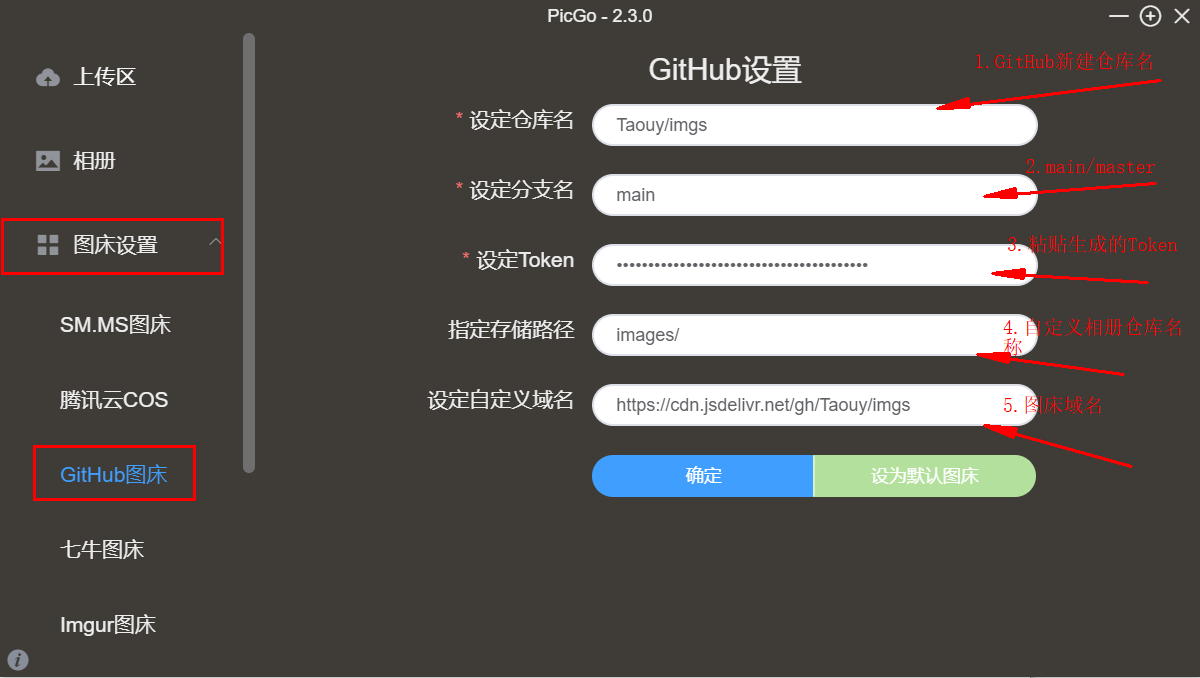 PicGo - 2.3.0
上传区
相册
图床设置
SM.MS图床
腾讯云COS
GitHub图床
七牛图床
Imgur图床
GitHub设置
1.GitHub新建仓库名
* 设定仓库名
Taouy/imgs
2.main/master
* 设定分支名
main
3.粘贴生成的Token
* 设定Token
••••••••••••••••••••••••••••••••••••••••
指定存储路径
images/
4.自定义相册仓库名
称
设定自定义域名
https://cdn.jsdelivr.net/gh/Taouy/imgs
5.图床域名
确定
设为默认图床